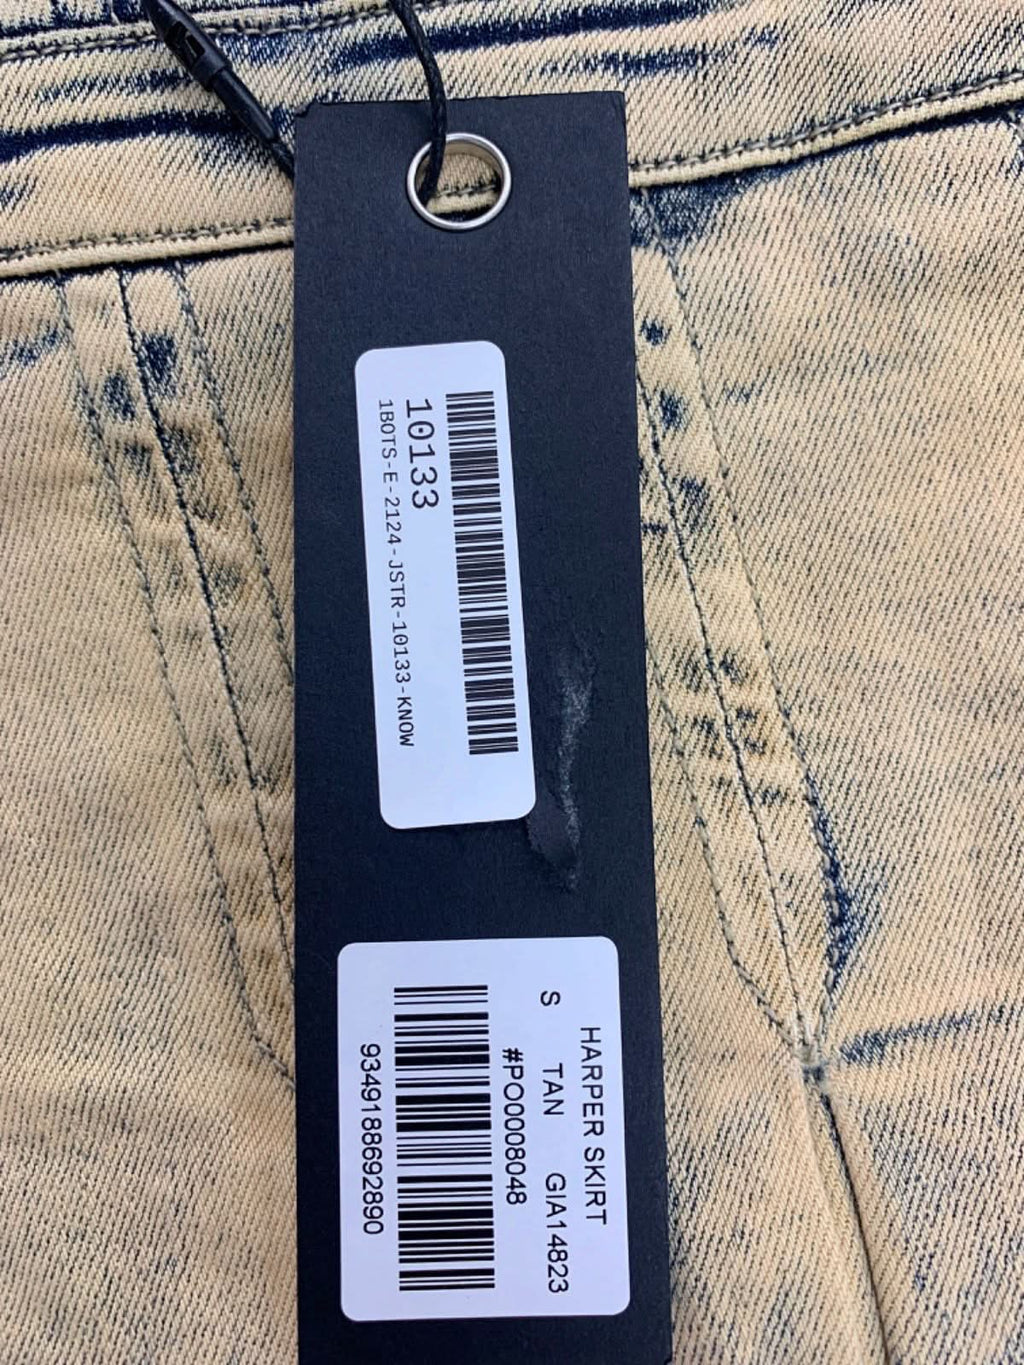 10133
1BOTS-E-2124-JSTR-10133-KNOW
HARPER SKIRT
S TAN GIA14823
#PO0008048
9349188692890